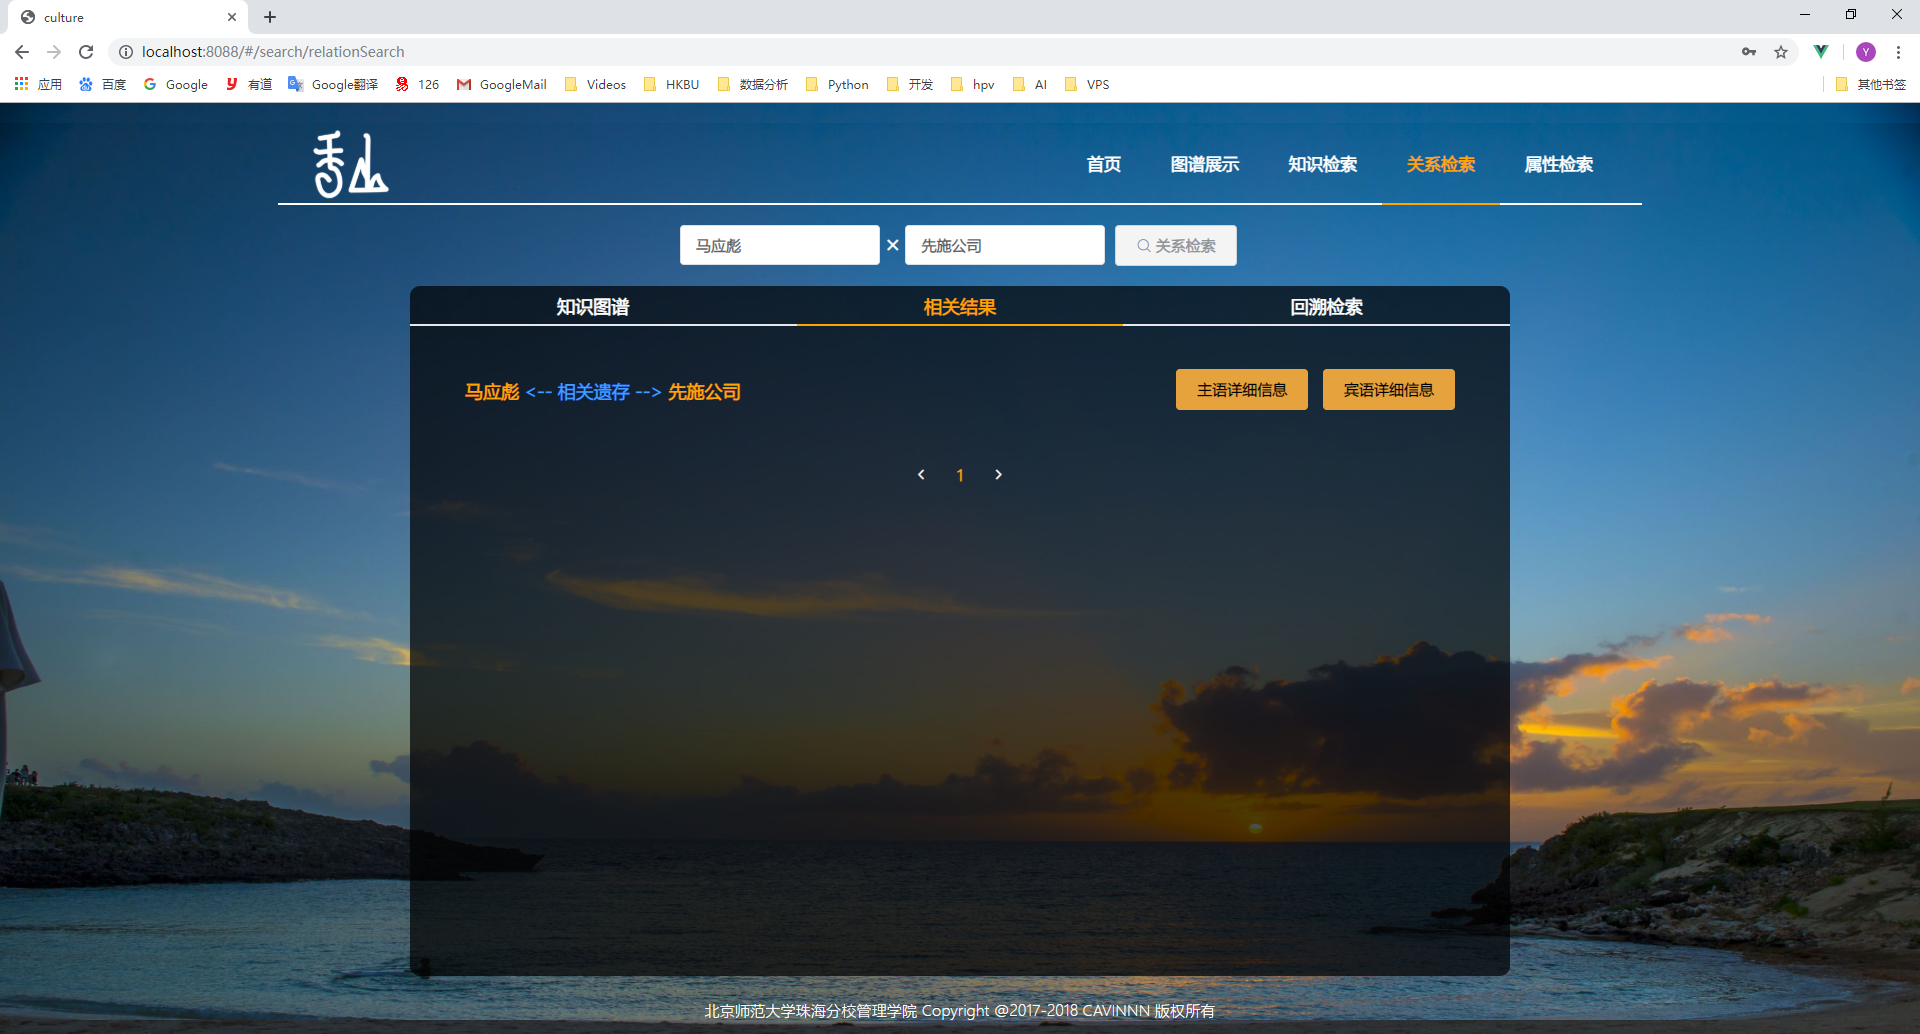 culture
localhost:8088/#/search/relationSearch
Y
应用 百度 Google 有道 Google翻译 126 GoogleMail Videos HKBU 数据分析 Python 开发 hpv AI VPS 其他书签
首页 图谱展示 知识检索 关系检索 属性检索
马应彪 × 先施公司 关系检索
知识图谱 相关结果 回溯检索
马应彪 <-- 相关遗存 --> 先施公司 主语详细信息 宾语详细信息
< 1 >
北京师范大学珠海分校管理学院 Copyright @2017-2018 CAVINNN 版权所有